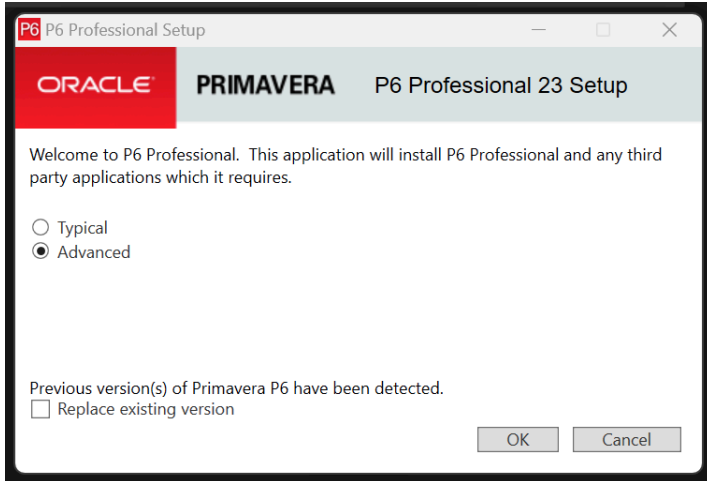 P6 P6 Professional Setup
ORACLE PRIMAVERA P6 Professional 23 Setup
Welcome to P6 Professional. This application will install P6 Professional and any third
party applications which it requires.
Typical
Advanced
Previous version(s) of Primavera P6 have been detected.
Replace existing version
OK Cancel